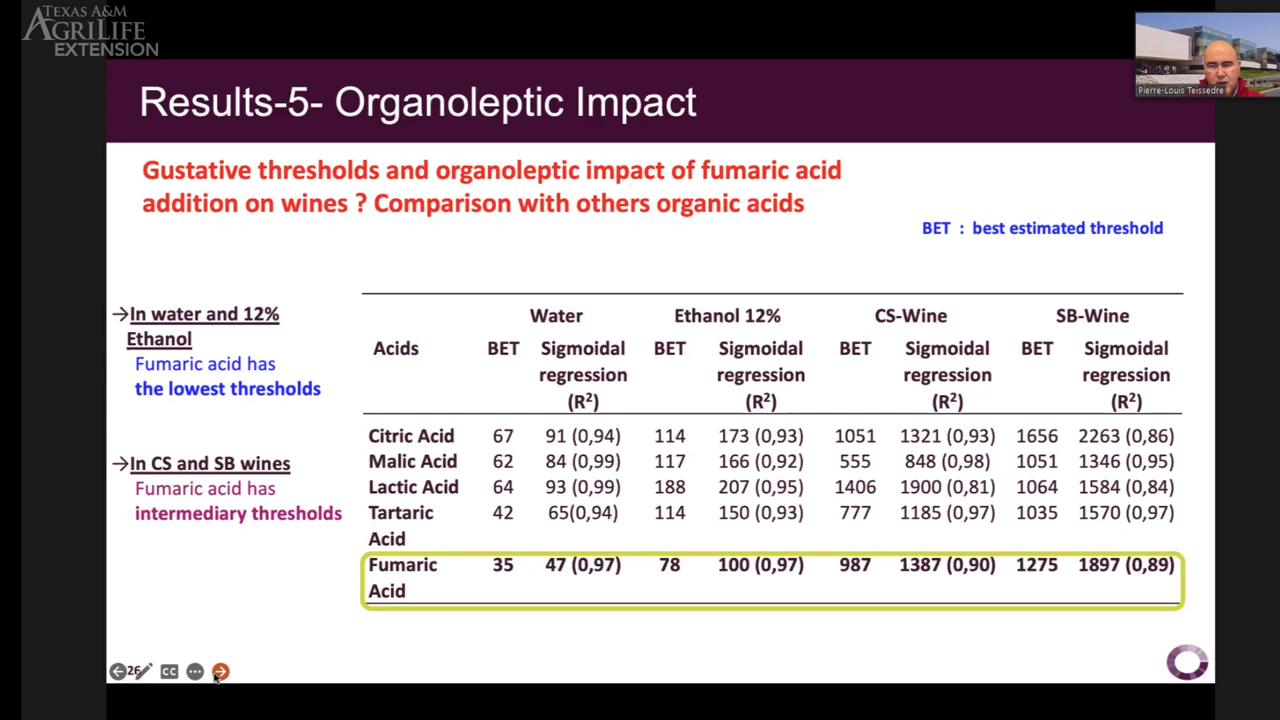 TEXAS A&M
AGRILIFE
EXTENSION
Pierre-Louis Teissedre
Results-5- Organoleptic Impact
Gustative thresholds and organoleptic impact of fumaric acid
addition on wines ? Comparison with others organic acids
BET : best estimated threshold
→In water and 12%
Ethanol
Fumaric acid has
the lowest thresholds
→In CS and SB wines
Fumaric acid has
intermediary thresholds
Water Ethanol 12% CS-Wine SB-Wine
Acids BET Sigmoidal BET Sigmoidal BET Sigmoidal BET Sigmoidal
regression regression regression regression
(R²) (R²) (R²) (R²)
Citric Acid 67 91 (0,94) 114 173 (0,93) 1051 1321 (0,93) 1656 2263 (0,86)
Malic Acid 62 84 (0,99) 117 166 (0,92) 555 848 (0,98) 1051 1346 (0,95)
Lactic Acid 64 93 (0,99) 188 207 (0,95) 1406 1900 (0,81) 1064 1584 (0,84)
Tartaric 42 65(0,94) 114 150 (0,93) 777 1185 (0,97) 1035 1570 (0,97)
Acid
Fumaric 35 47 (0,97) 78 100 (0,97) 987 1387 (0,90) 1275 1897 (0,89)
Acid
26
CC